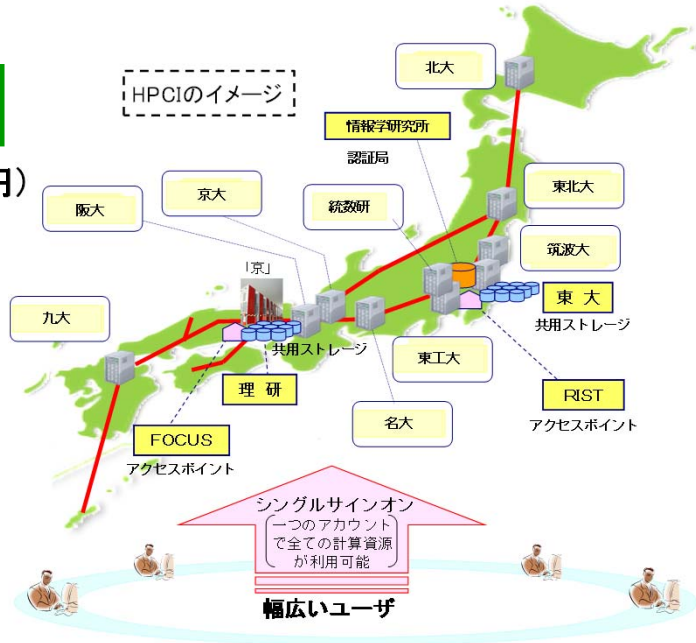 HPCIのイメージ
円)
北大
情報学研究所
認証局
東北大
京大
統数研
阪大
筑波大
「京」
九大
東 大
共用ストレージ
共用ストレージ
東工大
理 研
RIST
アクセスポイント
名大
FOCUS
アクセスポイント
シングルサインオン
一つのアカウント
で全ての計算資源
が利用可能
幅広いユーザ